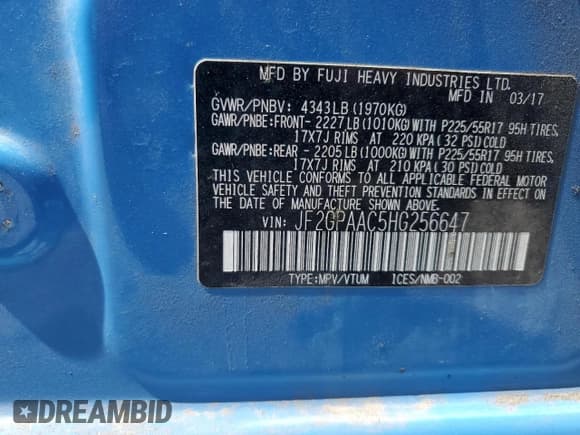 MFD BY FUJI HEAVY INDUSTRIES LTD.
MFD IN 03/17
GVWR/PNBV: 4343LB(1970KG)
GAWR/PNBE:FRONT- 2227LB(1010KG)WITH P225/55R17 95H TIRES,
17X7J RIMS AT 220 KPA( 32 PSI)COLD
GAWR/PNBE:REAR - 2205LB(1000KG)WITH P225/55R17 95H TIRES,
17X7J RIMS AT 210 KPA( 30 PSI)COLD
THIS VEHICLE CONFORMS TO ALL APPLICABLE FEDERAL MOTOR
VEHICLE SAFETY AND THEFT PREVENTION STANDARDS IN EFFECT ON
THE DATE OF MANUFACTURE SHOWN ABOVE.
VIN: JF2GPAAC5HG256647
TYPE:MPV/VTUM ICES/NMB-002
DREAMBID